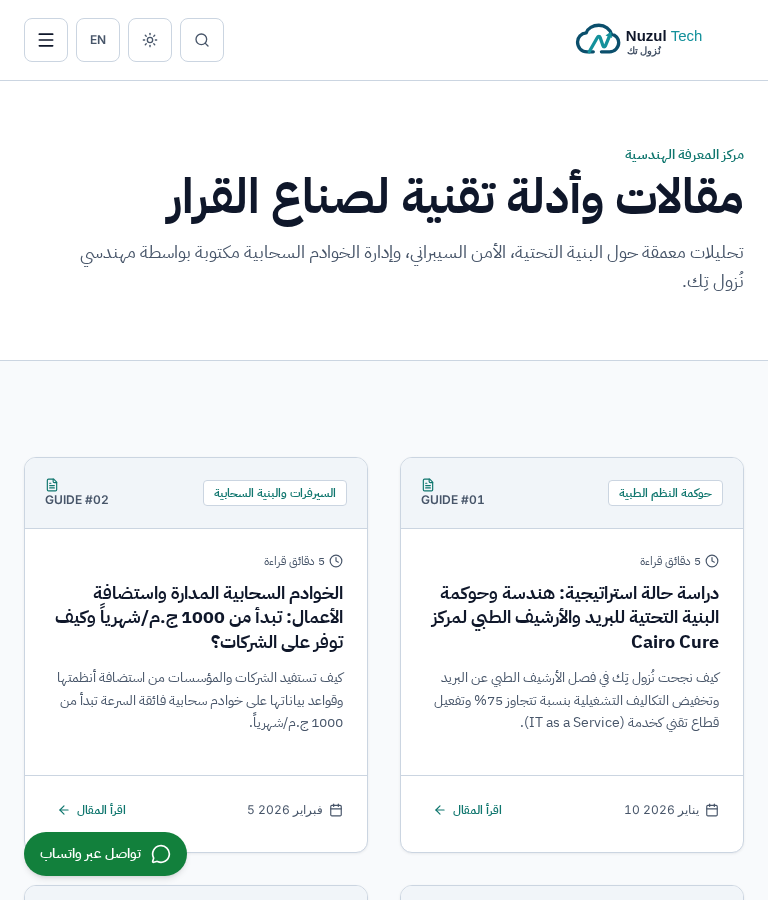 Nuzul Tech
نُزول تك
EN
مركز المعرفة الهندسية
مقالات وأدلة تقنية لصناع القرار
تحليلات معمقة حول البنية التحتية، الأمن السيبراني، وإدارة الخوادم السحابية مكتوبة بواسطة مهندسي
نُزول تِك.
حوكمة النظم الطبية
GUIDE #01
5 دقائق قراءة
دراسة حالة استراتيجية: هندسة وحوكمة
البنية التحتية للبريد والأرشيف الطبي لمركز
Cairo Cure
كيف نجحت نُزول تِك في فصل الأرشيف الطبي عن البريد
وتخفيض التكاليف التشغيلية بنسبة تتجاوز 75% وتفعيل
قطاع تقني كخدمة (IT as a Service).
10 يناير 2026
اقرأ المقال
السيرفرات والبنية السحابية
GUIDE #02
5 دقائق قراءة
الخوادم السحابية المدارة واستضافة
الأعمال: تبدأ من 1000 ج.م/شهرياً وكيف
توفر على الشركات؟
كيف تستفيد الشركات والمؤسسات من استضافة أنظمتها
وقواعد بياناتها على خوادم سحابية فائقة السرعة تبدأ من
1000 ج.م/شهرياً.
5 فبراير 2026
اقرأ المقال
تواصل عبر واتساب